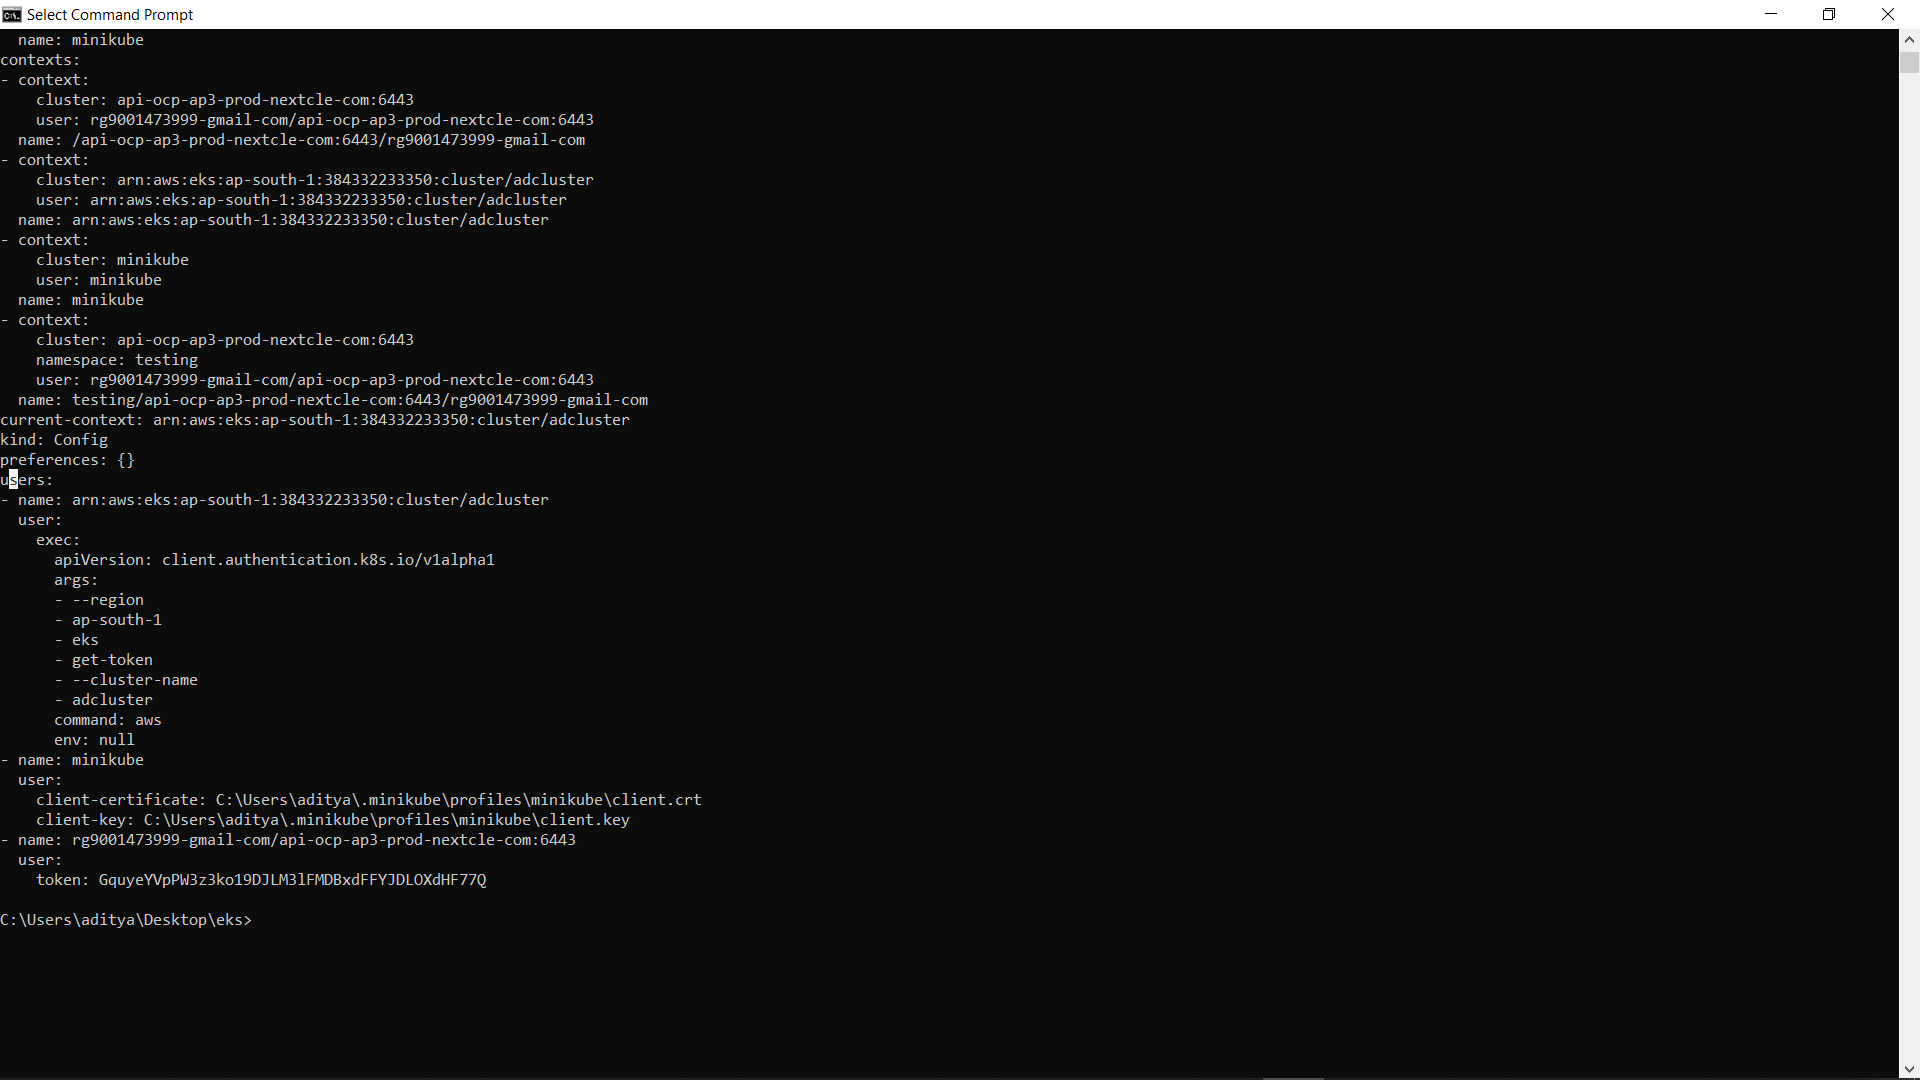 Select Command Prompt
  name: minikube
contexts:
- context:
    cluster: api-ocp-ap3-prod-nextcle-com:6443
    user: rg9001473999-gmail-com/api-ocp-ap3-prod-nextcle-com:6443
  name: /api-ocp-ap3-prod-nextcle-com:6443/rg9001473999-gmail-com
- context:
    cluster: arn:aws:eks:ap-south-1:384332233350:cluster/adcluster
    user: arn:aws:eks:ap-south-1:384332233350:cluster/adcluster
  name: arn:aws:eks:ap-south-1:384332233350:cluster/adcluster
- context:
    cluster: minikube
    user: minikube
  name: minikube
- context:
    cluster: api-ocp-ap3-prod-nextcle-com:6443
    namespace: testing
    user: rg9001473999-gmail-com/api-ocp-ap3-prod-nextcle-com:6443
  name: testing/api-ocp-ap3-prod-nextcle-com:6443/rg9001473999-gmail-com
current-context: arn:aws:eks:ap-south-1:384332233350:cluster/adcluster
kind: Config
preferences: {}
users:
- name: arn:aws:eks:ap-south-1:384332233350:cluster/adcluster
  user:
    exec:
      apiVersion: client.authentication.k8s.io/v1alpha1
      args:
      - --region
      - ap-south-1
      - eks
      - get-token
      - --cluster-name
      - adcluster
      command: aws
      env: null
- name: minikube
  user:
    client-certificate: C:\Users\aditya\.minikube\profiles\minikube\client.crt
    client-key: C:\Users\aditya\.minikube\profiles\minikube\client.key
- name: rg9001473999-gmail-com/api-ocp-ap3-prod-nextcle-com:6443
  user:
    token: GquyeYVpPW3z3ko19DJLM3lFMDBxdFFYJDLOXdHF77Q

C:\Users\aditya\Desktop\eks>